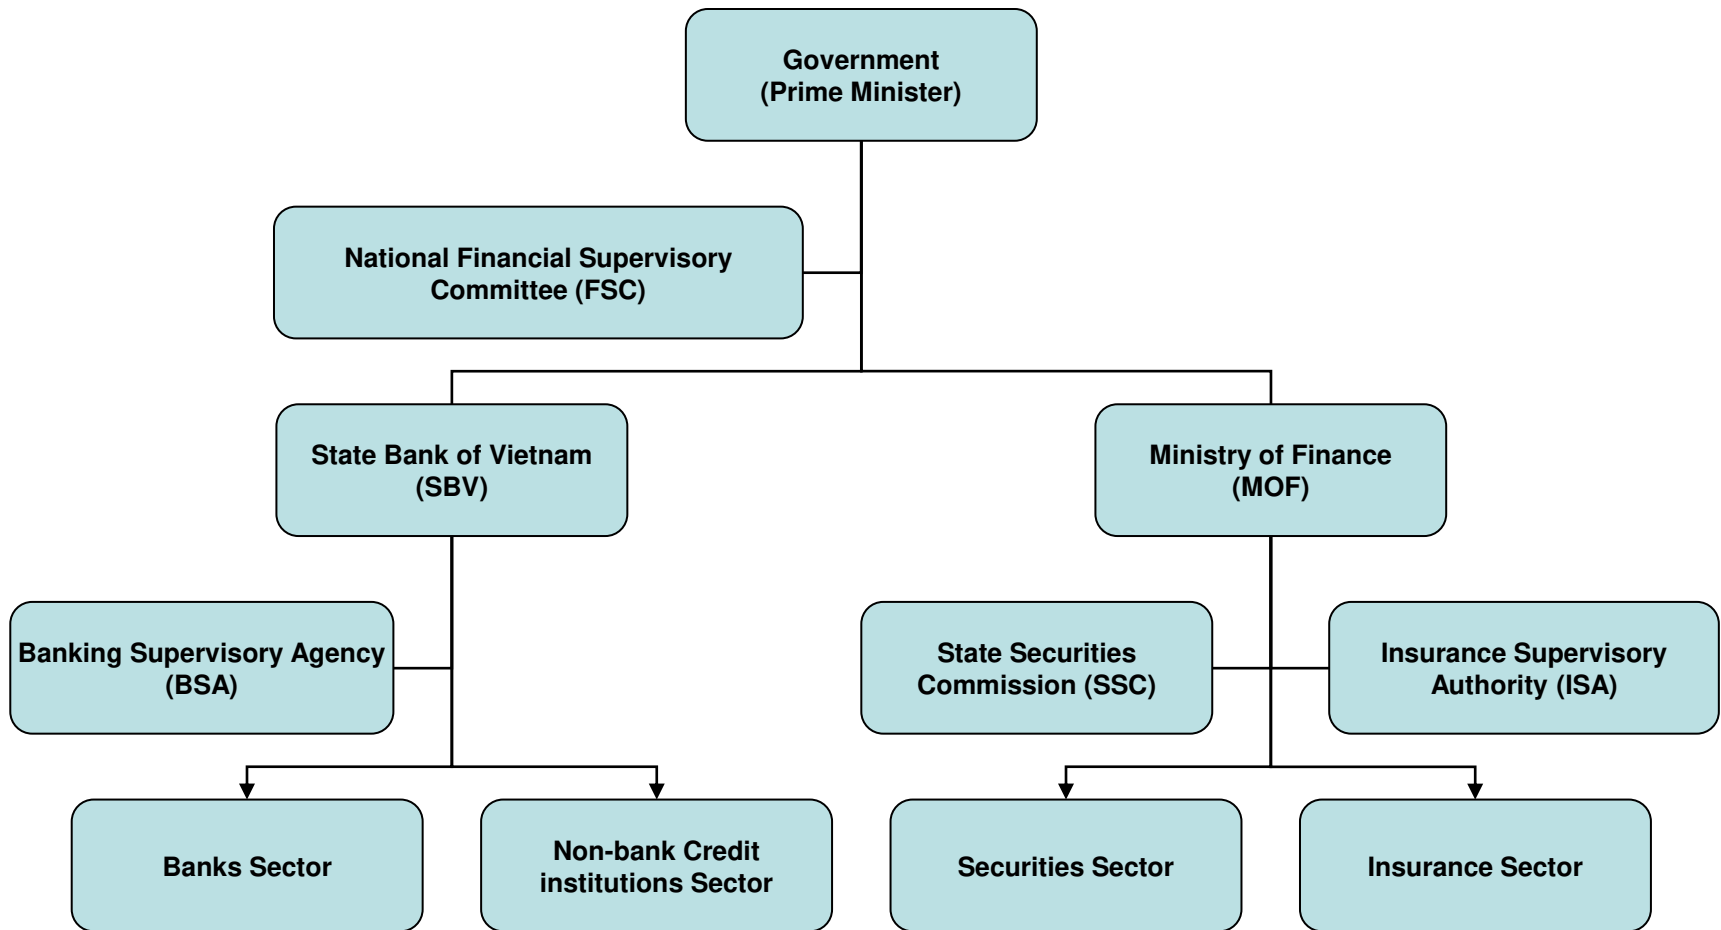 Government
(Prime Minister)
National Financial Supervisory
Committee (FSC)
State Bank of Vietnam
(SBV)
Ministry of Finance
(MOF)
Banking Supervisory Agency
(BSA)
State Securities
Commission (SSC)
Insurance Supervisory
Authority (ISA)
Banks Sector
Non-bank Credit
institutions Sector
Securities Sector
Insurance Sector